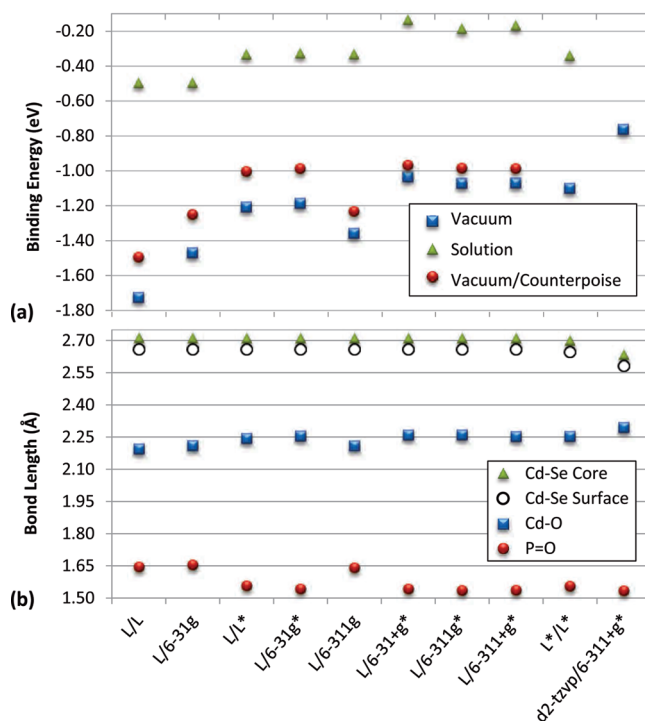 -0.20
-0.40
-0.60
-0.80
-1.00
-1.20
-1.40
-1.60
-1.80
Binding Energy (eV)
Vacuum
Solution
Vacuum/Counterpoise
(a)
2.70
2.55
2.40
2.25
2.10
1.95
1.80
1.65
1.50
Bond Length (Å)
Cd-Se Core
Cd-Se Surface
Cd-O
P=O
(b)
L/L
L/6-31g
L/L*
L/6-31g*
L/6-311g
L/6-31+g*
L/6-311g*
L/6-311+g*
L*/L*
d2-tzvp/6-311+g*